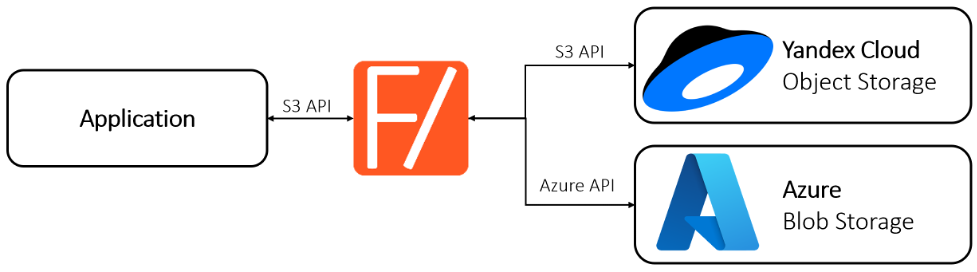 Application
S3 API
F/
S3 API
Yandex Cloud
Object Storage
Azure API
Azure
Blob Storage